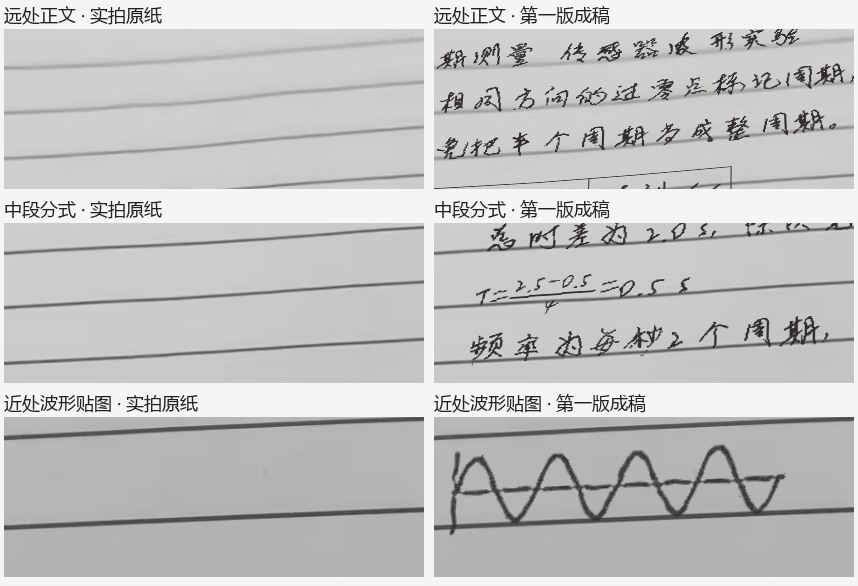 远处正文 · 实拍原纸
远处正文 · 第一版成稿
期测量 传感器波形实验
相同方向的过零点标记周期,
免把半个周期当成整周期。
中段分式 · 实拍原纸
中段分式 · 第一版成稿
总时差为 2.0 s,
T=\frac{2.5-0.5}{4}=0.5 s
频率为每秒2个周期,
近处波形贴图 · 实拍原纸
近处波形贴图 · 第一版成稿